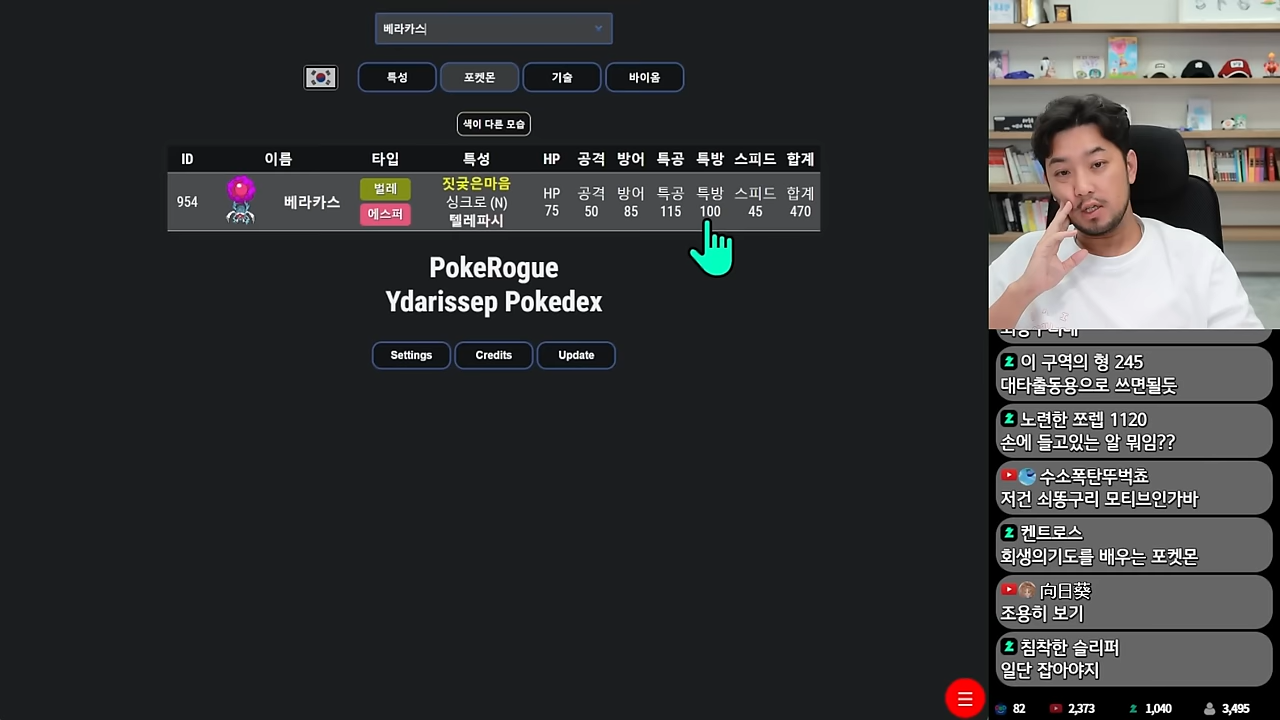 베라카스
특성
포켓몬
기술
바이옴
색이 다른 모습
ID 이름 타입 특성 HP 공격 방어 특공 특방 스피드 합계
954 베라카스 벌레 에스퍼 짓궂은마음 싱크로 (N) 텔레파시 HP 75 공격 50 방어 85 특공 115 특방 100 스피드 45 합계 470
PokeRogue
Ydarissep Pokedex
Settings
Credits
Update
이 구역의 형 245
대타출동용으로 쓰면될듯
노련한 쪼렙 1120
손에 들고있는 알 뭐임??
수소폭탄뚜벅쵸
저건 쇠똥구리 모티브인가바
켄트로스
회생의기도를 배우는 포켓몬
向日葵
조용히 보기
침착한 슬리퍼
일단 잡아야지
82 2,373 1,040 3,495